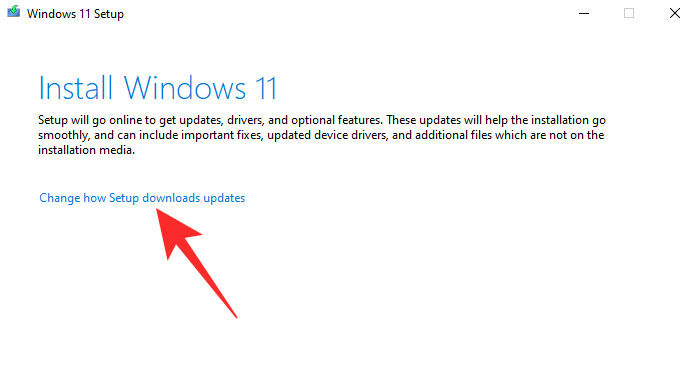 Windows 11 Setup
Install Windows 11
Setup will go online to get updates, drivers, and optional features. These updates will help the installation go
smoothly, and can include important fixes, updated device drivers, and additional files which are not on the
installation media.
Change how Setup downloads updates